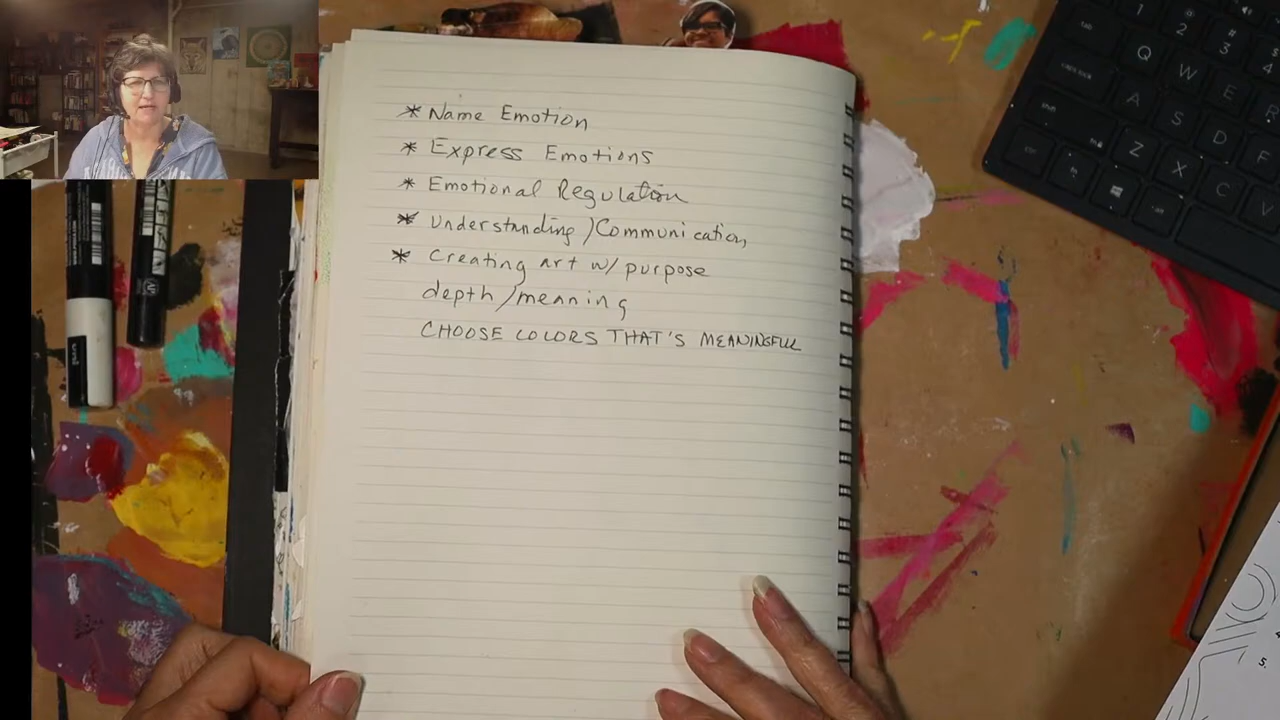 * Name Emotion
* Express Emotions
* Emotional Regulation
* Understanding/Communication
* Creating art w/ purpose
depth/meaning
CHOOSE COLORS THAT'S MEANINGFUL